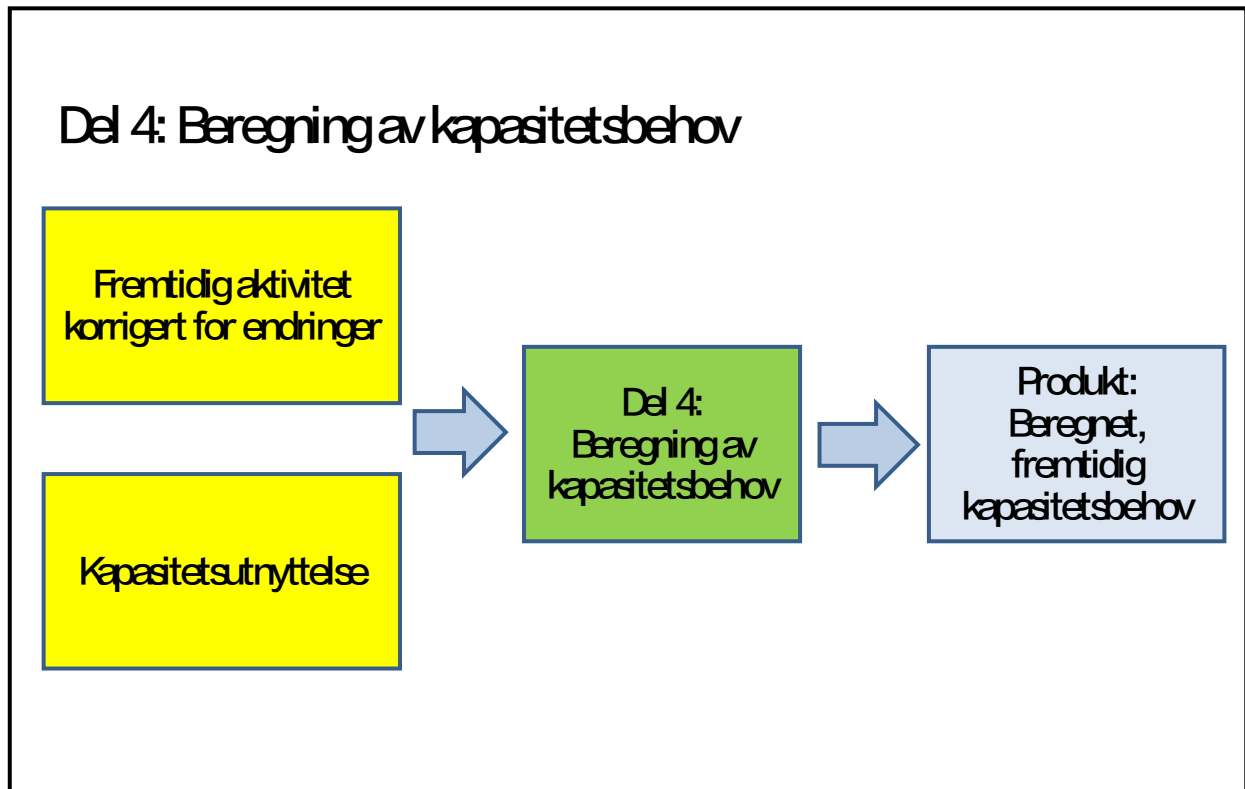 Del 4: Beregning av kapasitetsbehov
Fremtidig aktivitet
korrigert for endringer
Kapasitetsutnyttelse
Del 4:
Beregning av
kapasitetsbehov
Produkt:
Beregnet,
fremtidig
kapasitetsbehov